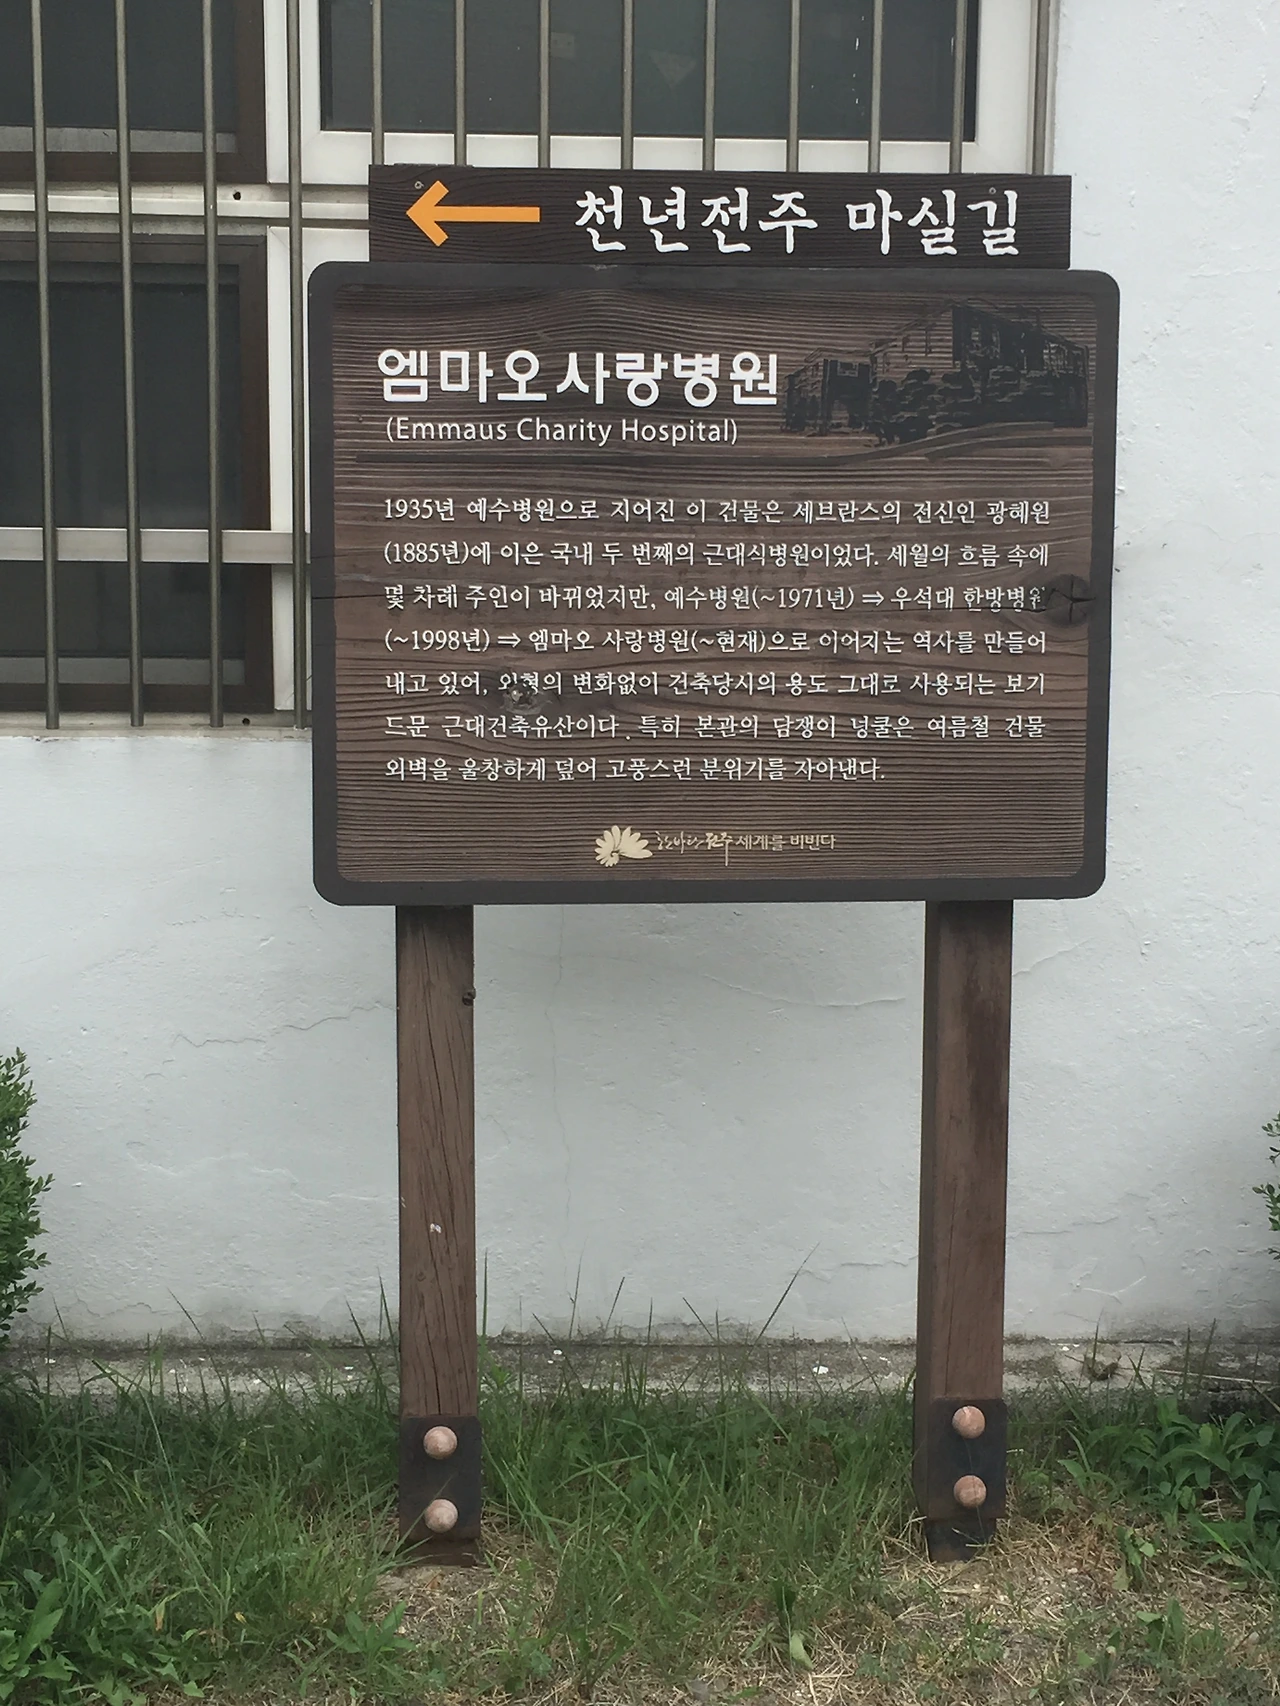 천년전주 마실길
엠마오사랑병원
(Emmaus Charity Hospital)
1935년 예수병원으로 지어진 이 건물은 세브란스의 전신인 광혜원
(1885년)에 이은 국내 두 번째의 근대식병원이었다. 세월의 흐름 속에
몇 차례 주인이 바뀌었지만, 예수병원(~1971년) ⇒ 우석대 한방병원
(~1998년) ⇒ 엠마오 사랑병원(~현재)으로 이어지는 역사를 만들어
내고 있어, 외형의 변화없이 건축당시의 용도 그대로 사용되는 보기
드문 근대건축유산이다. 특히 본관의 담쟁이 넝쿨은 여름철 건물
외벽을 울창하게 덮어 고풍스런 분위기를 자아낸다.
한바탕전주 세계를 비빈다